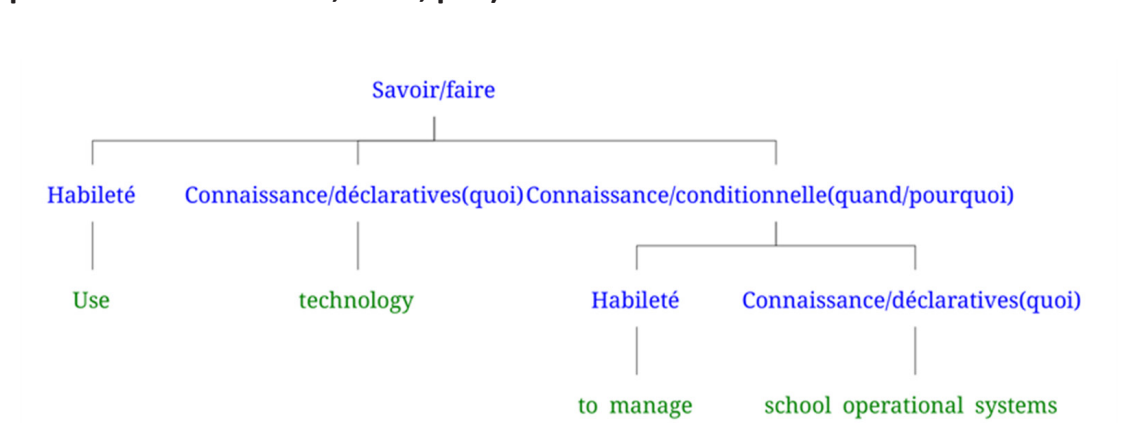 Savoir/faire
Habileté Connaissance/déclaratives(quoi) Connaissance/conditionnelle(quand/pourquoi)
Use technology Habileté Connaissance/déclaratives(quoi)
to manage school operational systems